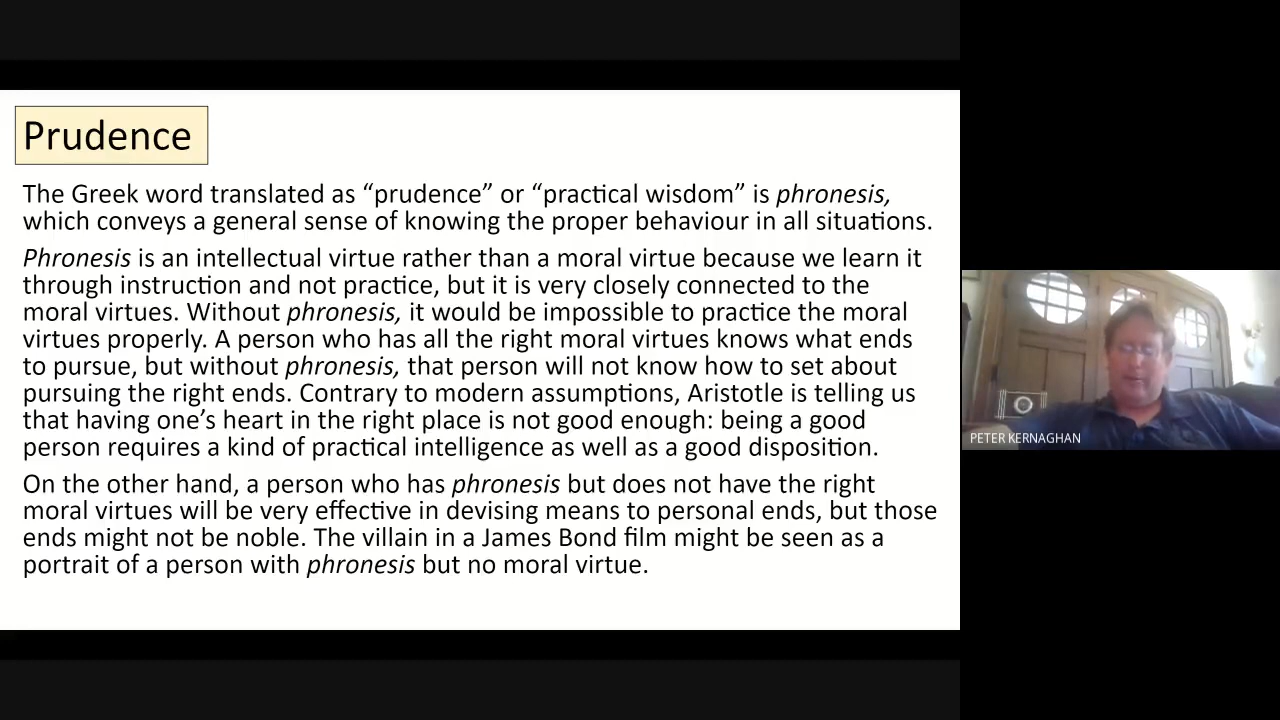 Prudence
The Greek word translated as “prudence” or “practical wisdom” is phronesis,
which conveys a general sense of knowing the proper behaviour in all situations.
Phronesis is an intellectual virtue rather than a moral virtue because we learn it
through instruction and not practice, but it is very closely connected to the
moral virtues. Without phronesis, it would be impossible to practice the moral
virtues properly. A person who has all the right moral virtues knows what ends
to pursue, but without phronesis, that person will not know how to set about
pursuing the right ends. Contrary to modern assumptions, Aristotle is telling us
that having one’s heart in the right place is not good enough: being a good
person requires a kind of practical intelligence as well as a good disposition.
On the other hand, a person who has phronesis but does not have the right
moral virtues will be very effective in devising means to personal ends, but those
ends might not be noble. The villain in a James Bond film might be seen as a
portrait of a person with phronesis but no moral virtue.
PETER KERNAGHAN